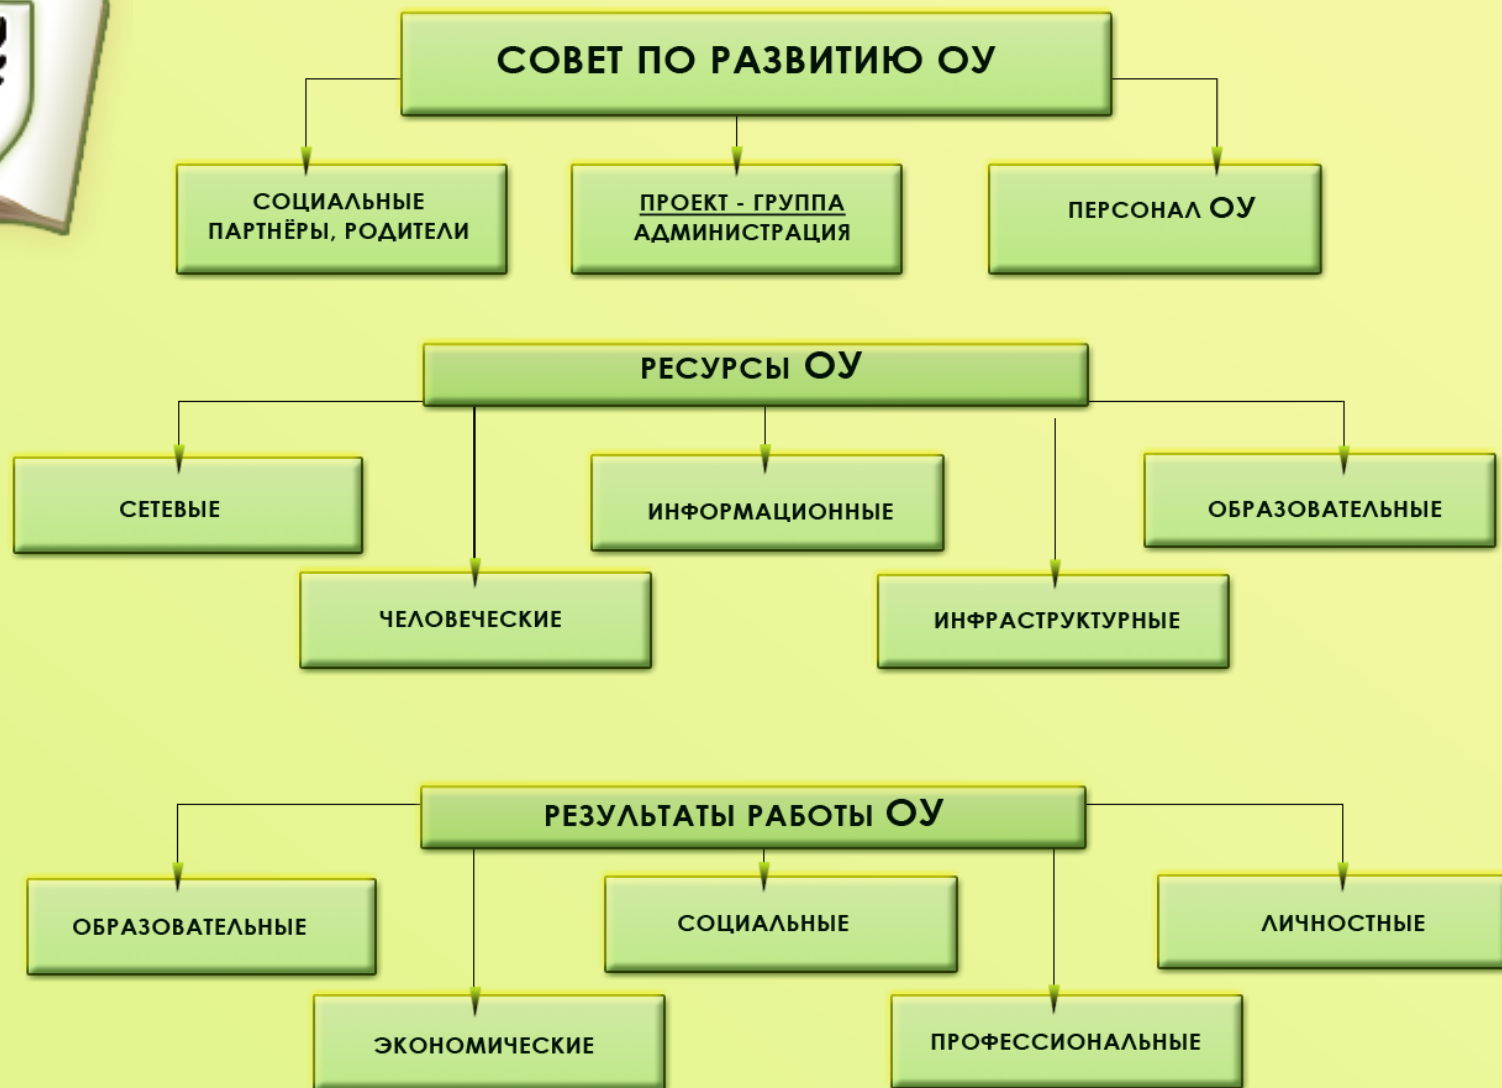 СОВЕТ ПО РАЗВИТИЮ ОУ
СОЦИАЛЬНЫЕ
ПАРТНЁРЫ, РОДИТЕЛИ
ПРОЕКТ - ГРУППА
АДМИНИСТРАЦИЯ
ПЕРСОНАЛ ОУ
РЕСУРСЫ ОУ
СЕТЕВЫЕ
ИНФОРМАЦИОННЫЕ
ОБРАЗОВАТЕЛЬНЫЕ
ЧЕЛОВЕЧЕСКИЕ
ИНФРАСТРУКТУРНЫЕ
РЕЗУЛЬТАТЫ РАБОТЫ ОУ
ОБРАЗОВАТЕЛЬНЫЕ
СОЦИАЛЬНЫЕ
ЛИЧНОСТНЫЕ
ЭКОНОМИЧЕСКИЕ
ПРОФЕССИОНАЛЬНЫЕ